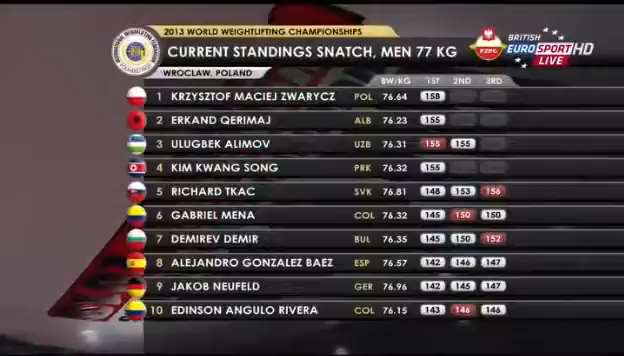 2013 WORLD WEIGHTLIFTING CHAMPIONSHIPS
CURRENT STANDINGS SNATCH, MEN 77 KG
WROCLAW, POLAND
PZPC
BRITISH
EUROSPORT HD
LIVE
BW/KG 1ST 2ND 3RD
1 KRZYSZTOF MACIEJ ZWARYCZ POL 76.64 158
2 ERKAND QERIMAJ ALB 76.23 155
3 ULUGBEK ALIMOV UZB 76.31 155 155
4 KIM KWANG SONG PRK 76.32 155
5 RICHARD TKAC SVK 76.81 148 153 156
6 GABRIEL MENA COL 76.32 145 150 150
7 DEMIREV DEMIR BUL 76.35 145 150 152
8 ALEJANDRO GONZALEZ BAEZ ESP 76.57 142 146 147
9 JAKOB NEUFELD GER 76.96 142 145 147
10 EDINSON ANGULO RIVERA COL 76.15 143 146 146